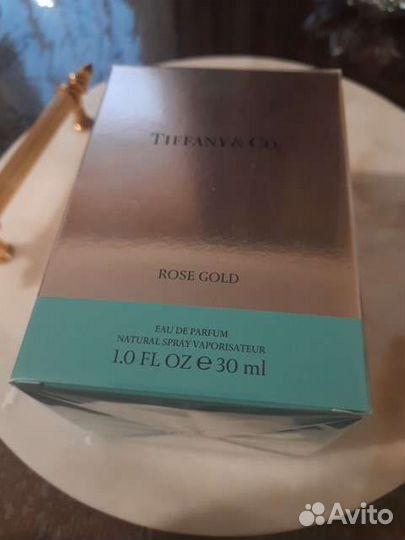 TIFFANY & CO.
ROSE GOLD
EAU DE PARFUM
NATURAL SPRAY VAPORISATEUR
1.0 FL OZ e 30 ml
Avito